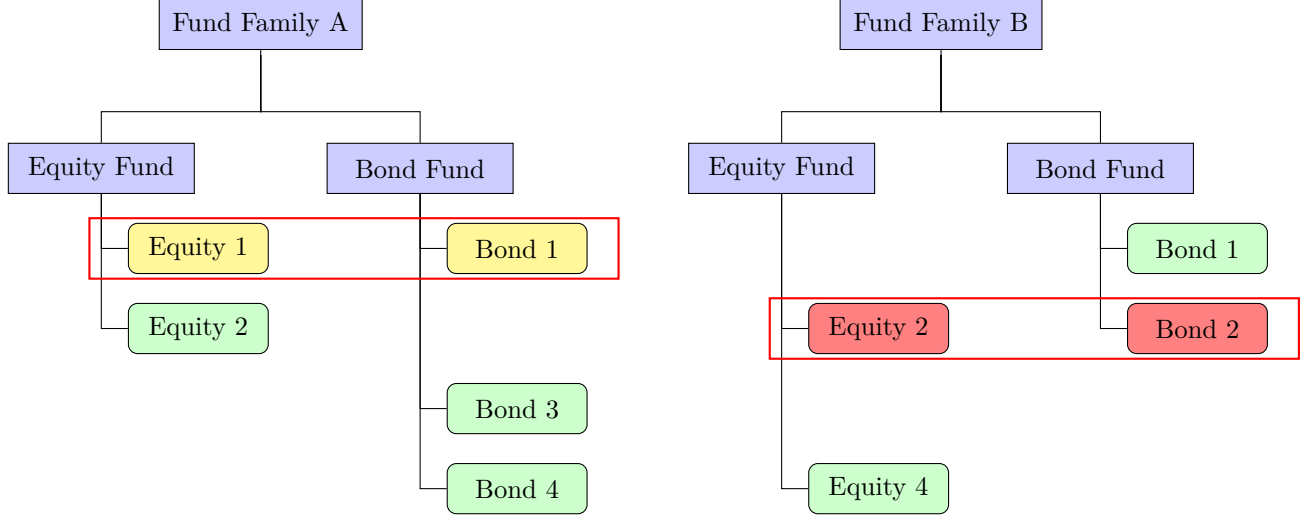 Fund Family A
Fund Family B
Equity Fund
Bond Fund
Equity Fund
Bond Fund
Equity 1
Bond 1
Bond 1
Equity 2
Equity 2
Bond 2
Bond 3
Bond 4
Equity 4